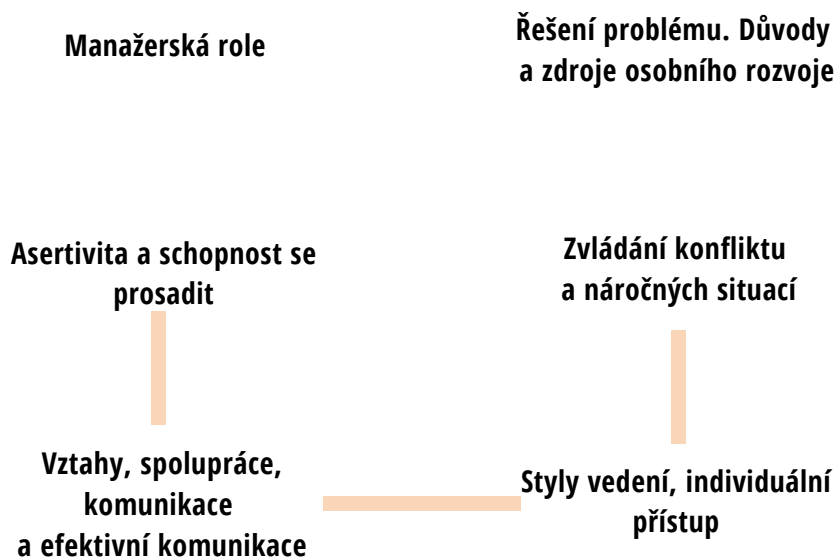 Manažerská role
Řešení problému. Důvody
a zdroje osobního rozvoje
Asertivita a schopnost se
prosadit
Zvládání konfliktu
a náročných situací
Vztahy, spolupráce,
komunikace
a efektivní komunikace
Styly vedení, individuální
přístup